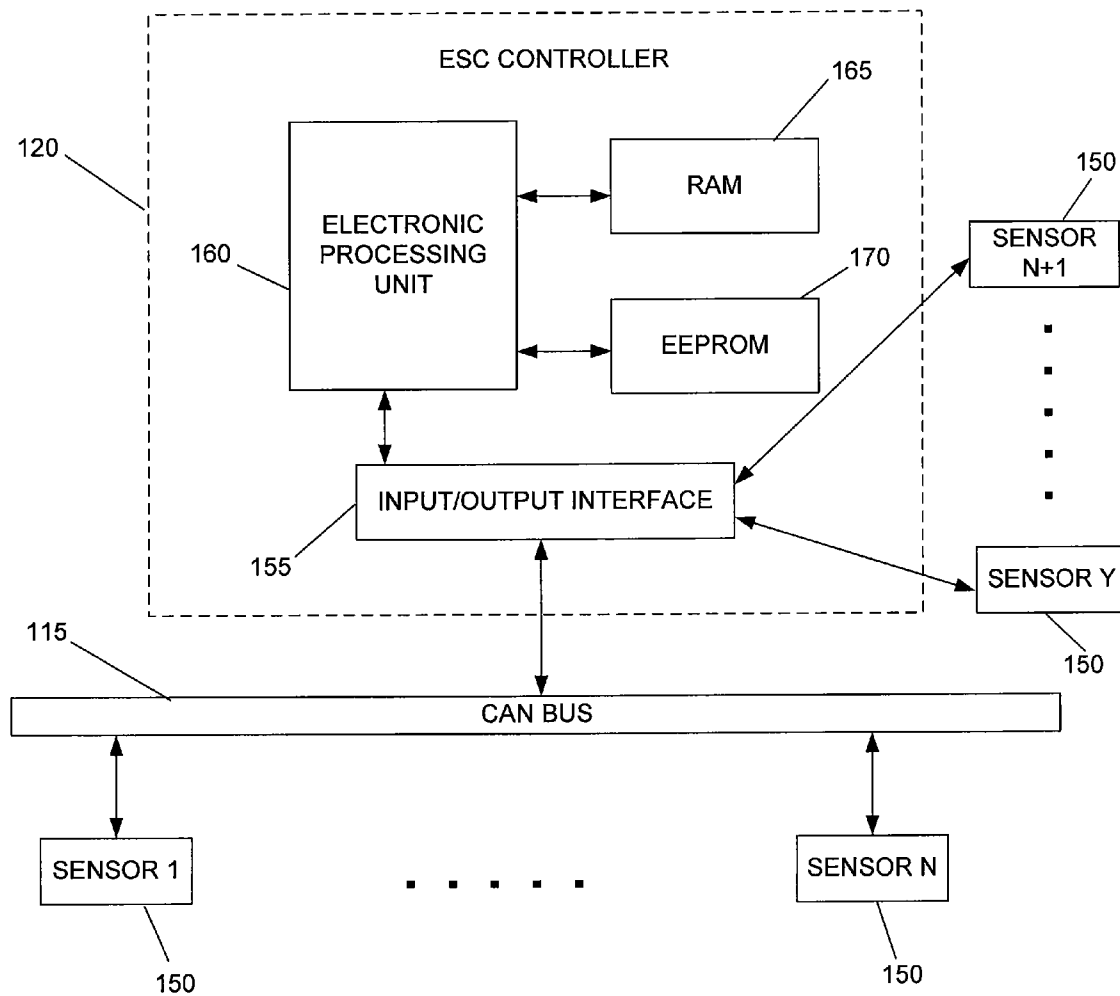 ESC CONTROLLER
165
120
150
RAM
ELECTRONIC
PROCESSING
UNIT
SENSOR
N+1
160
170
EEPROM
INPUT/OUTPUT INTERFACE
155
SENSOR Y
150
115
CAN BUS
SENSOR 1
SENSOR N
150
150